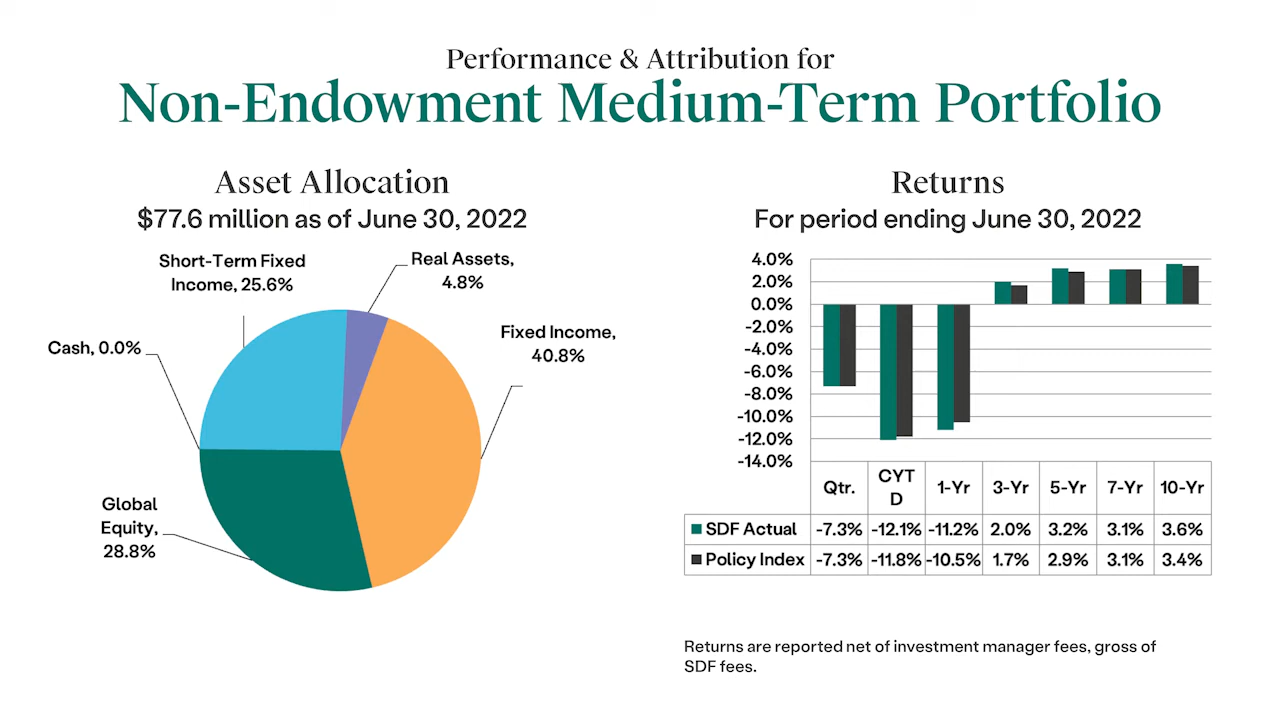 Performance & Attribution for
Non-Endowment Medium-Term Portfolio
Asset Allocation
$77.6 million as of June 30, 2022
Short-Term Fixed
Income, 25.6%
Real Assets,
4.8%
Fixed Income,
40.8%
Cash, 0.0%
Global
Equity,
28.8%
Returns
For period ending June 30, 2022
4.0%
2.0%
0.0%
-2.0%
-4.0%
-6.0%
-8.0%
-10.0%
-12.0%
-14.0%
Qtr. CYT D 1-Yr 3-Yr 5-Yr 7-Yr 10-Yr
SDF Actual -7.3% -12.1% -11.2% 2.0% 3.2% 3.1% 3.6%
Policy Index -7.3% -11.8% -10.5% 1.7% 2.9% 3.1% 3.4%
Returns are reported net of investment manager fees, gross of
SDF fees.